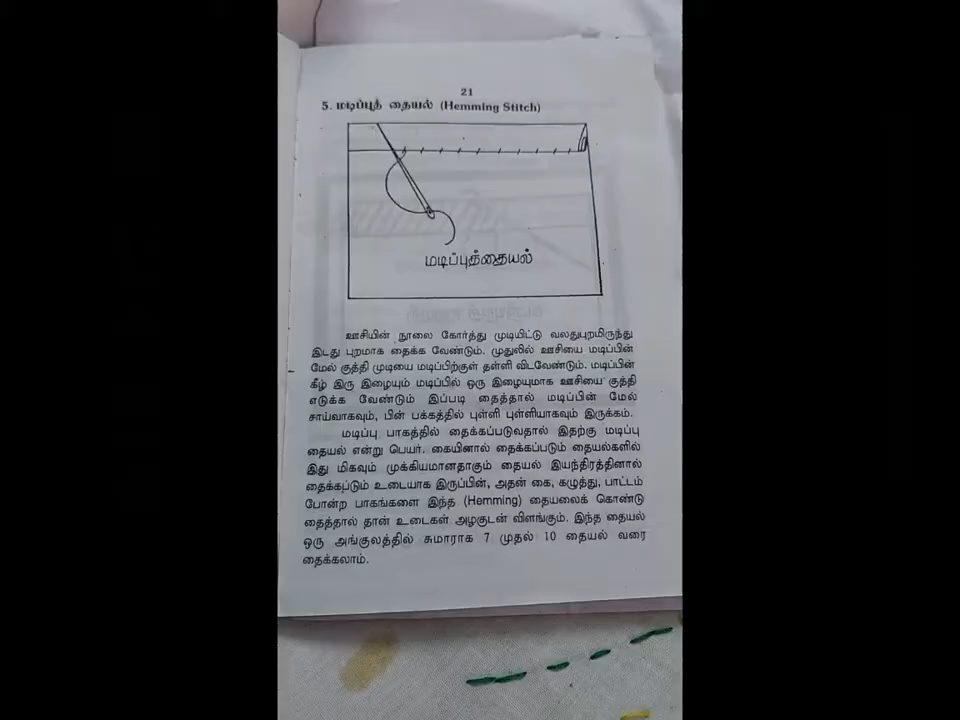 21
5. மடிப்புத் தையல் (Hemming Stitch)
மடிப்புத்தையல்
ஊசியின் நூலை கோர்த்து முடியிட்டு வலதுபுறமிருந்து
இடது புறமாக தைக்க வேண்டும். முதுலில் ஊசியை மடிப்பின்
மேல் குத்தி முடியை மடிப்பிற்குள் தள்ளி விடவேண்டும். மடிப்பின்
கீழ் இரு இழையும் மடிப்பில் ஒரு இழையுமாக ஊசியை குத்தி
எடுக்க வேண்டும் இப்படி தைத்தால் மடிப்பின் மேல்
சாய்வாகவும், பின் பக்கத்தில் புள்ளி புள்ளியாகவும் இருக்கம்.
மடிப்பு பாகத்தில் தைக்கப்படுவதால் இதற்கு மடிப்பு
தையல் என்று பெயர். கையினால் தைக்கப்படும் தையல்களில்
இது மிகவும் முக்கியமானதாகும் தையல் இயந்திரத்தினால்
தைக்கப்டும் உடையாக இருப்பின், அதன் கை, கழுத்து, பாட்டம்
போன்ற பாகங்களை இந்த (Hemming) தையலைக் கொண்டு
தைத்தால் தான் உடைகள் அழகுடன் விளங்கும். இந்த தையல்
ஒரு அங்குலத்தில் சுமாராக 7 முதல் 10 தையல் வரை
தைக்கலாம்.